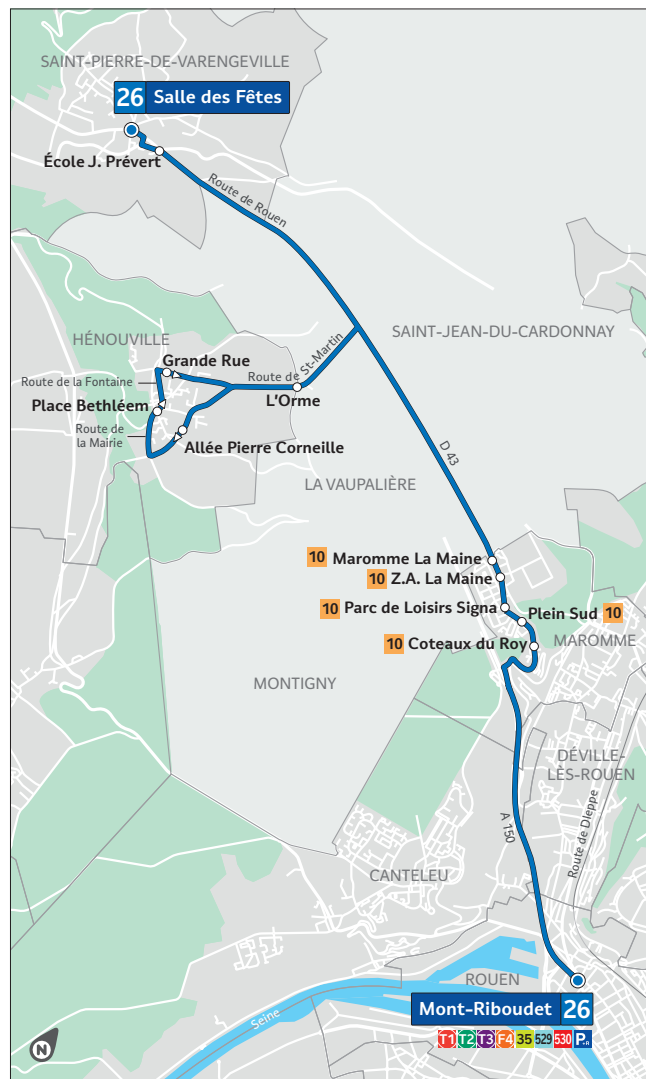 SAINT-PIERRE-DE-VARENGEVILLE
26 Salle des Fêtes
École J. Prévert
Route de Rouen
SAINT-JEAN-DU-CARDONNAY
HÉNOUVILLE
Grande Rue
Route de St-Martin
Route de la Fontaine
L'Orme
Place Bethléem
Route de
la Mairie
Allée Pierre Corneille
D 43
LA VAUPALIÈRE
10 Maromme La Maine
10 Z.A. La Maine
10 Parc de Loisirs Signa
Plein Sud 10
10 Coteaux du Roy
MAROMME
MONTIGNY
DÉVILLE-
LÈS-ROUEN
Route de Dieppe
A 150
CANTELEU
ROUEN
Mont-Riboudet 26
Seine
T1 T2 T3 F4 35 529 530 P+R
N